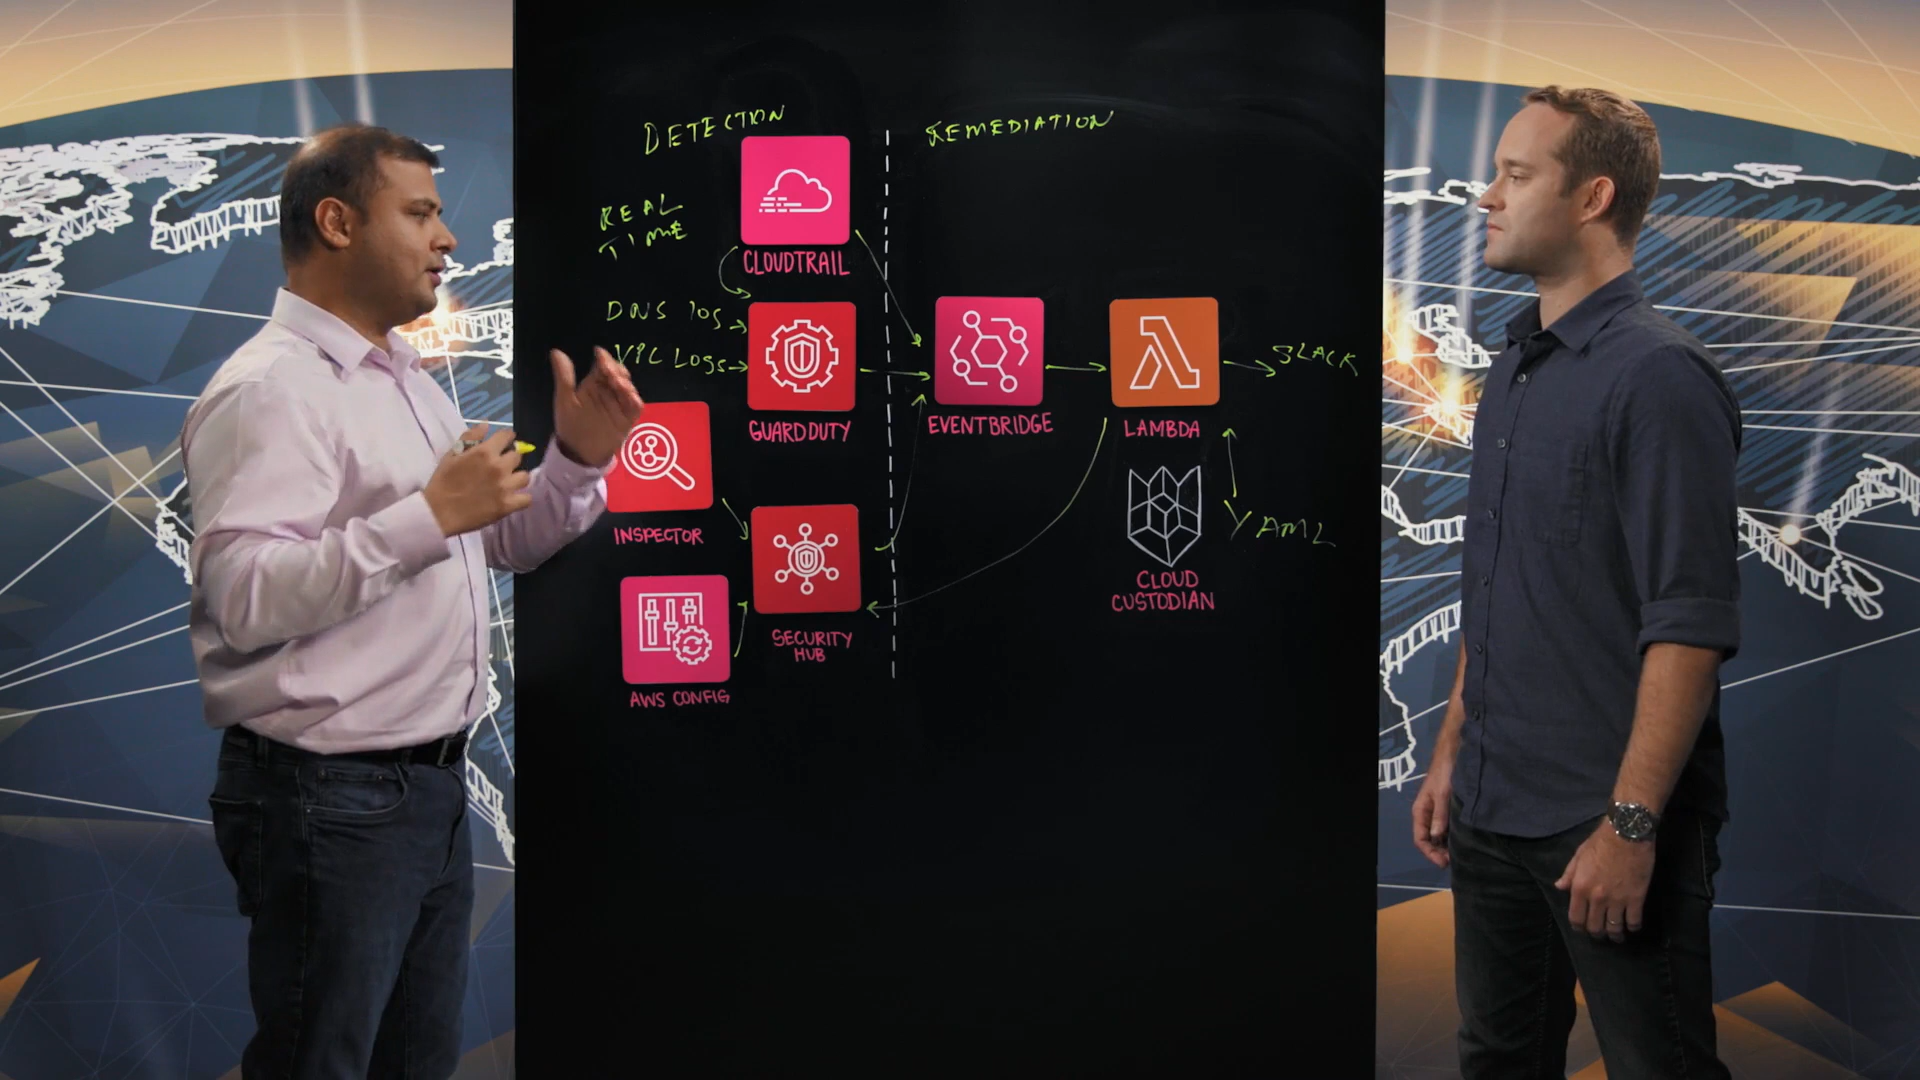 DETECTION
REMEDIATION
REAL
TIME
CLOUDTRAIL
DNS log
VPC LOGS
GUARDDUTY
EVENTBRIDGE
LAMBDA
SLACK
INSPECTOR
SECURITY
HUB
AWS CONFIG
YAML
CLOUD
CUSTODIAN